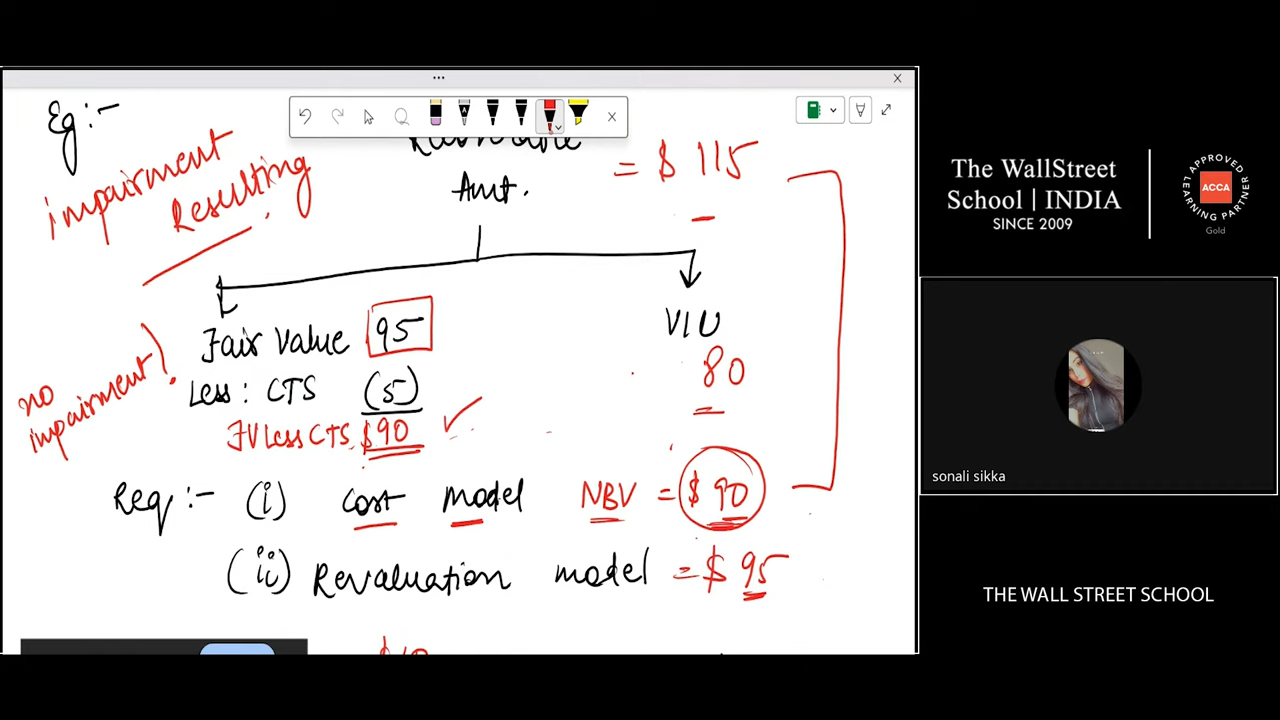 Eg:-
impairment
Resulting
Amt.
= $ 115
Fair Value 95
Less: CTS (5)
FV Less CTS $90
VIU
80
no
impairment
Req:- (i) cost model NBV = $ 90
(ii) Revaluation model = $ 95
The WallStreet
School | INDIA
SINCE 2009
APPROVED
LEARNING PARTNER
ACCA
Gold
sonali sikka
THE WALL STREET SCHOOL